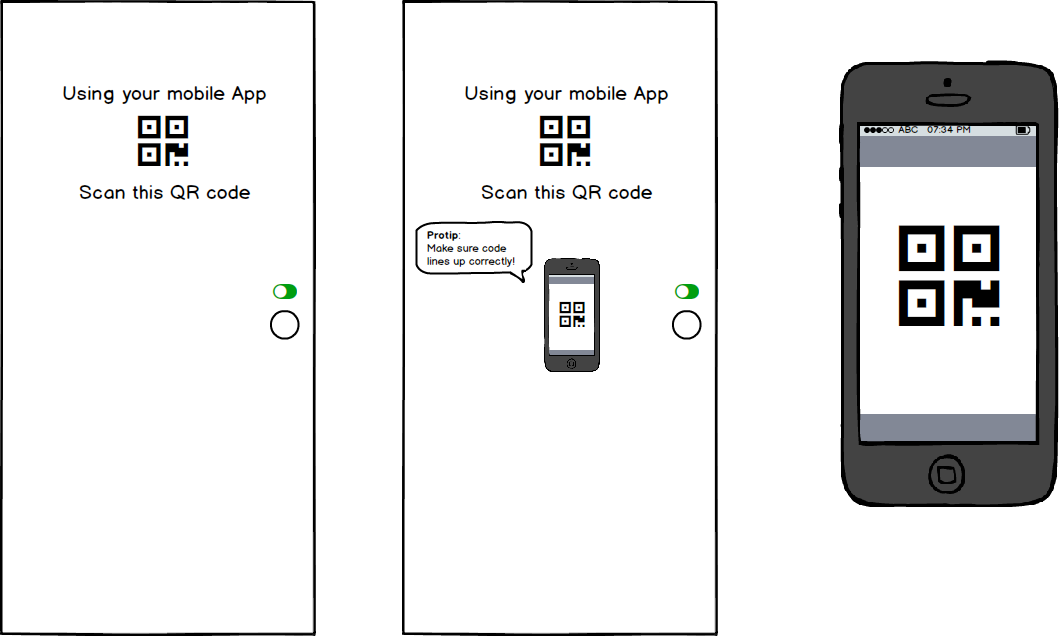 Using your mobile App
Scan this QR code
Using your mobile App
Scan this QR code
Protip:
Make sure code
lines up correctly!
ABC 07:34 PM